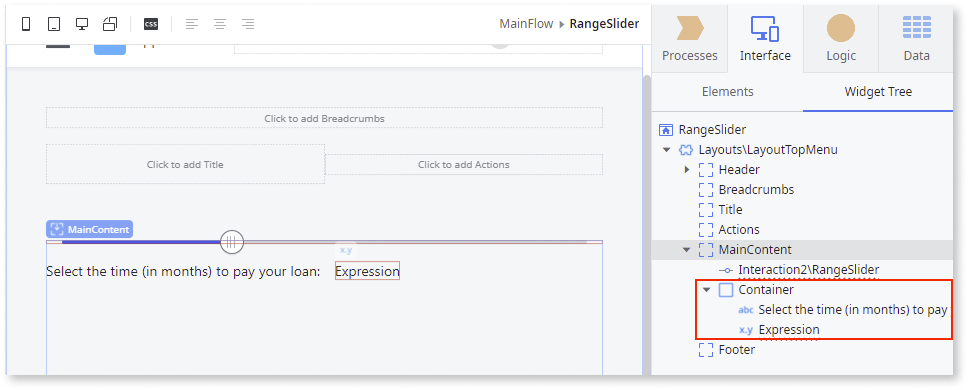 CSS
MainFlow ▸ RangeSlider
Click to add Breadcrumbs
Click to add Title
Click to add Actions
MainContent
x.y
Select the time (in months) to pay your loan: Expression
Processes
Interface
Logic
Data
Elements
Widget Tree
RangeSlider
Layouts\LayoutTopMenu
Header
Breadcrumbs
Title
Actions
MainContent
Interaction2\RangeSlider
Container
abc Select the time (in months) to pay
x.y Expression
Footer